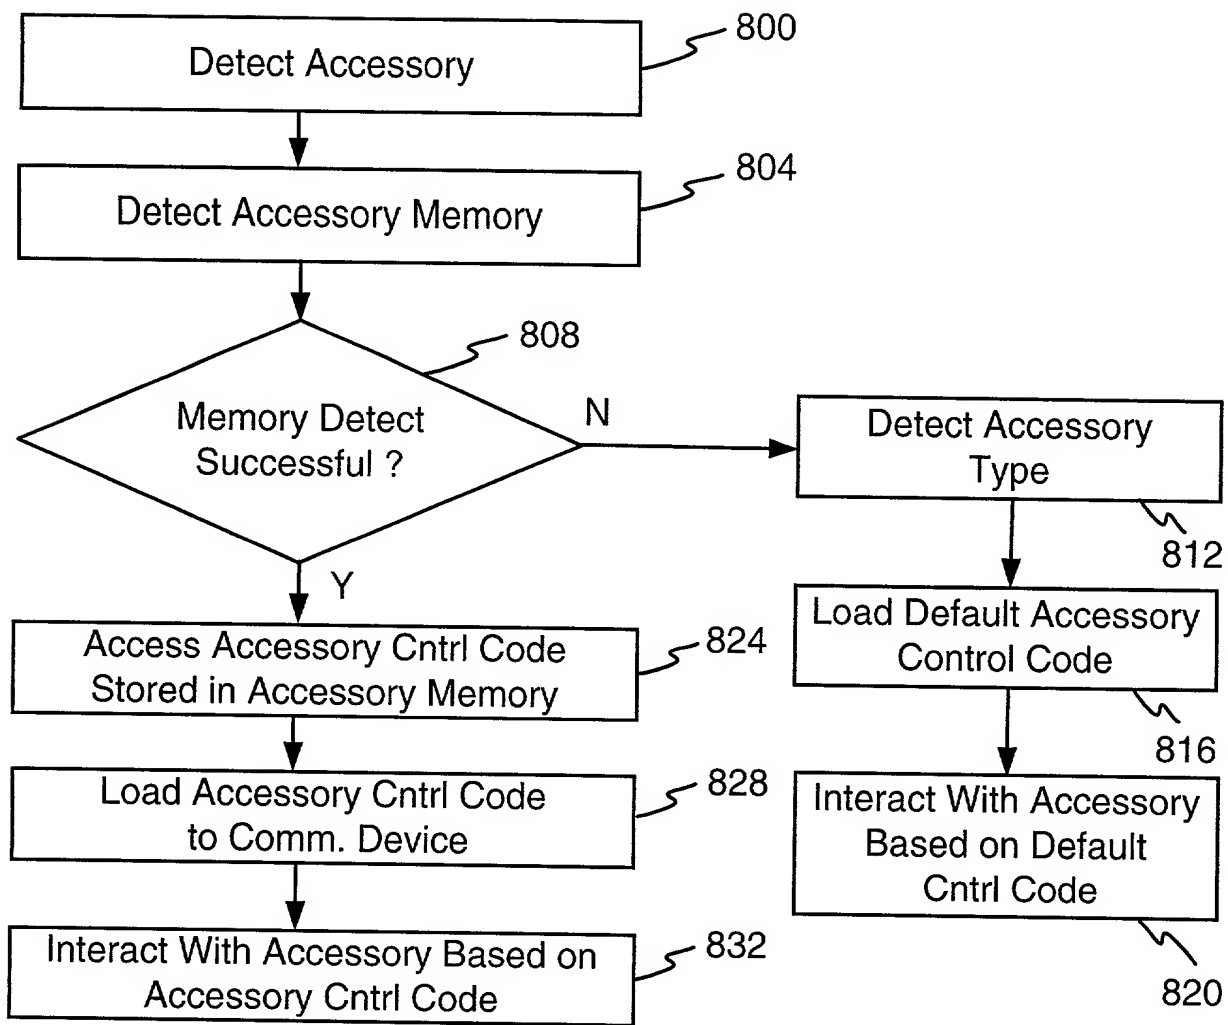 Detect Accessory
800
Detect Accessory Memory
804
808
Memory Detect
Successful ?
N
Y
Detect Accessory
Type
812
Load Default Accessory
Control Code
816
Interact With Accessory
Based on Default
Cntrl Code
820
Access Accessory Cntrl Code
Stored in Accessory Memory
824
Load Accessory Cntrl Code
to Comm. Device
828
Interact With Accessory Based on
Accessory Cntrl Code
832